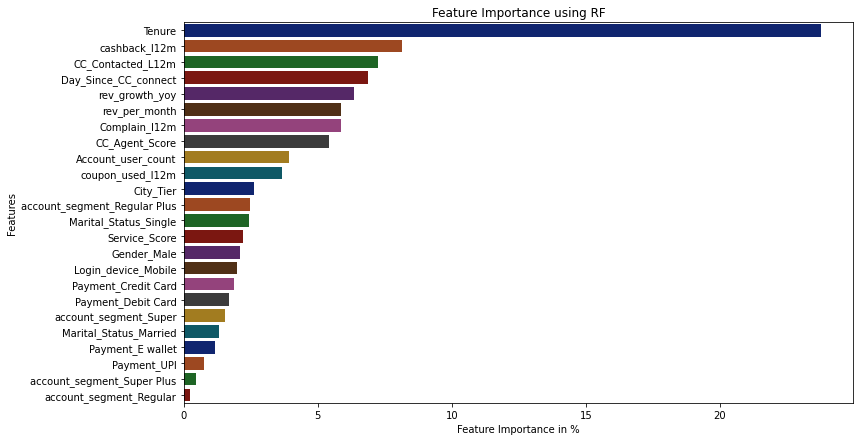 Feature Importance using RF
Features
Tenure
cashback_l12m
CC_Contacted_L12m
Day_Since_CC_connect
rev_growth_yoy
rev_per_month
Complain_l12m
CC_Agent_Score
Account_user_count
coupon_used_l12m
City_Tier
account_segment_Regular Plus
Marital_Status_Single
Service_Score
Gender_Male
Login_device_Mobile
Payment_Credit Card
Payment_Debit Card
account_segment_Super
Marital_Status_Married
Payment_E wallet
Payment_UPI
account_segment_Super Plus
account_segment_Regular
0 5 10 15 20
Feature Importance in %